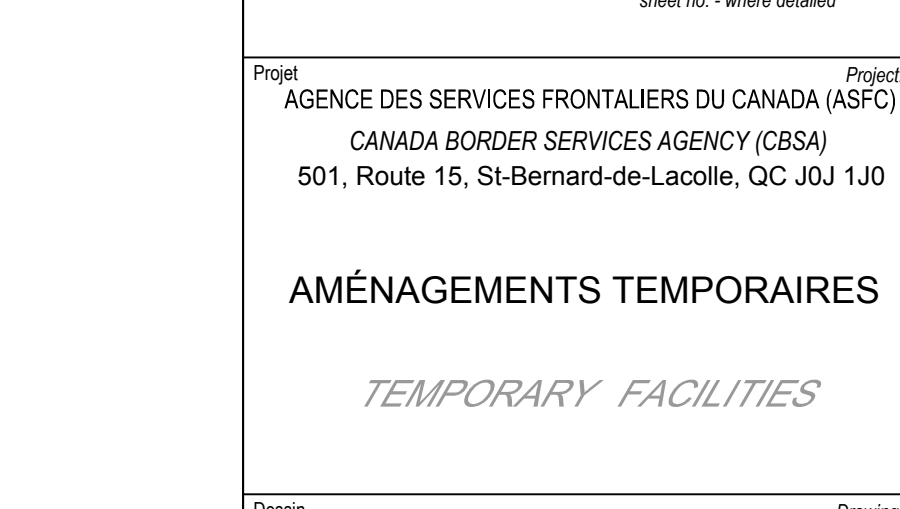 sheet no. - where detailed
Projet Project
AGENCE DES SERVICES FRONTALIERS DU CANADA (ASFC)
CANADA BORDER SERVICES AGENCY (CBSA)
501, Route 15, St-Bernard-de-Lacolle, QC J0J 1J0
AMÉNAGEMENTS TEMPORAIRES
TEMPORARY FACILITIES
Dessin Drawing